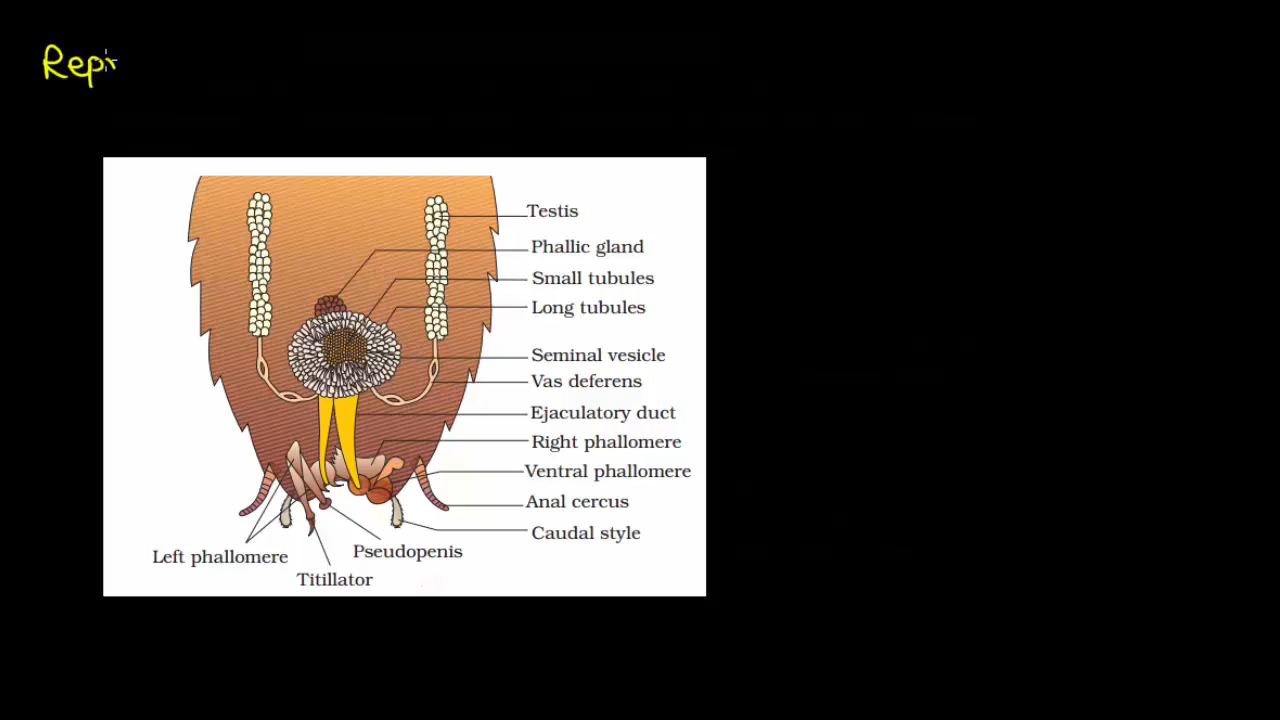 Repr
Testis
Phallic gland
Small tubules
Long tubules
Seminal vesicle
Vas deferens
Ejaculatory duct
Right phallomere
Ventral phallomere
Anal cercus
Caudal style
Left phallomere
Pseudopenis
Titillator